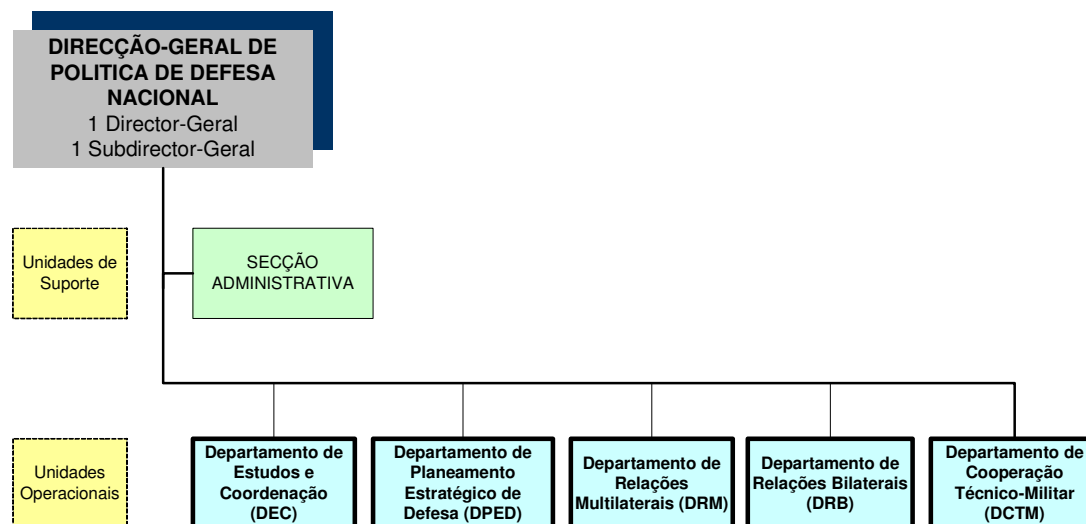 DIRECÇÃO-GERAL DE
POLITICA DE DEFESA
NACIONAL
1 Director-Geral
1 Subdirector-Geral
Unidades de
Suporte
SECÇÃO
ADMINISTRATIVA
Unidades
Operacionais
Departamento de
Estudos e
Coordenação
(DEC)
Departamento de
Planeamento
Estratégico de
Defesa (DPED)
Departamento de
Relações
Multilaterais (DRM)
Departamento de
Relações Bilaterais
(DRB)
Departamento de
Cooperação
Técnico-Militar
(DCTM)